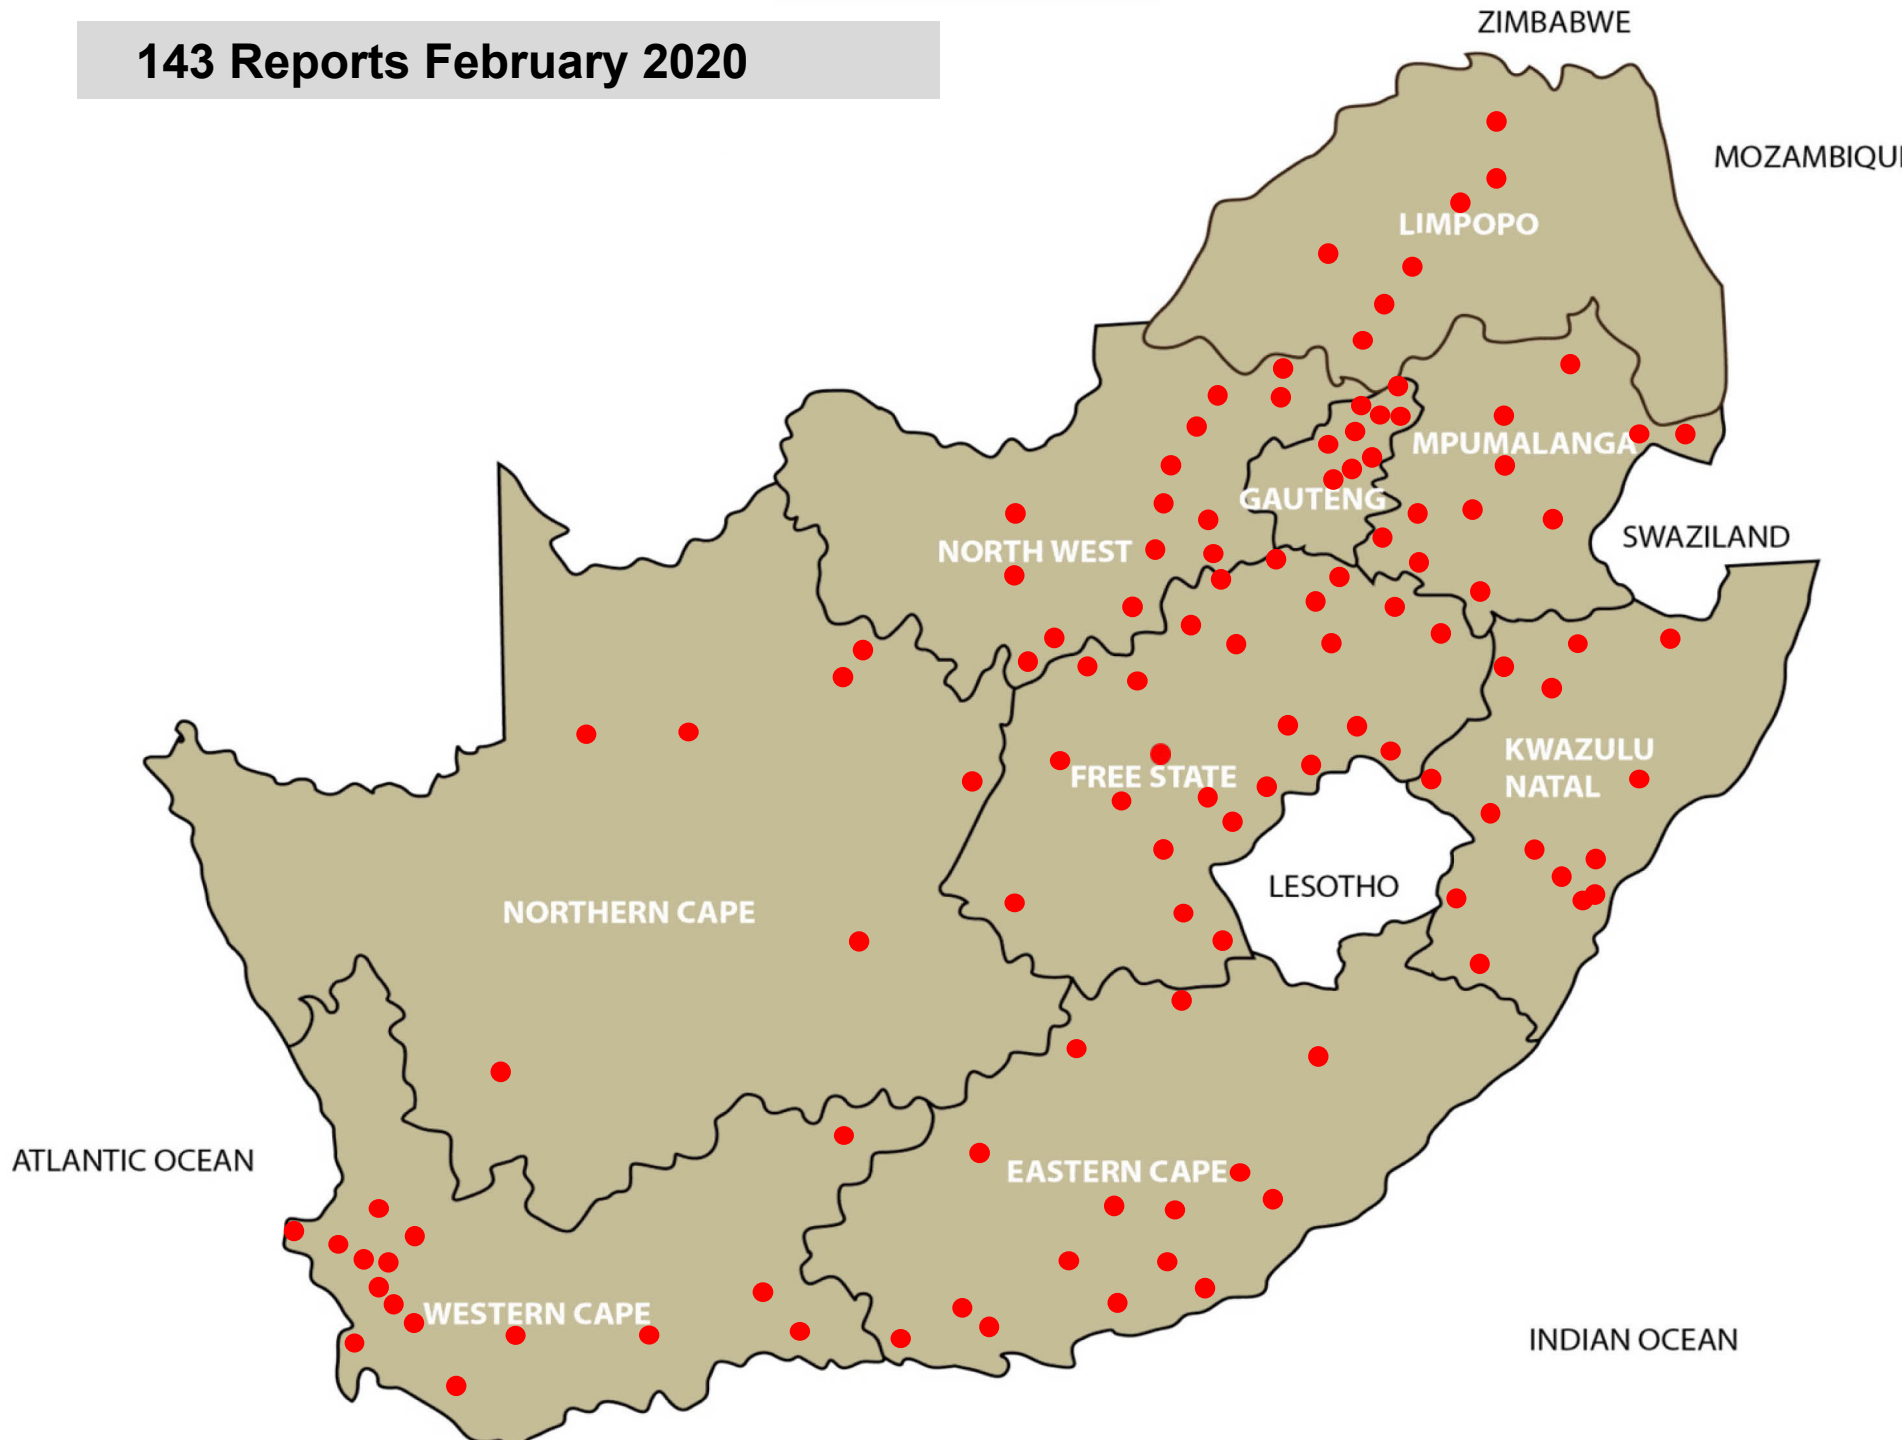 143 Reports February 2020
ZIMBABWE
MOZAMBIQU
LIMPOPO
MPUMALANGA
GAUTENG
SWAZILAND
NORTH WEST
KWAZULU
NATAL
FREE STATE
LESOTHO
NORTHERN CAPE
ATLANTIC OCEAN
EASTERN CAPE
WESTERN CAPE
INDIAN OCEAN